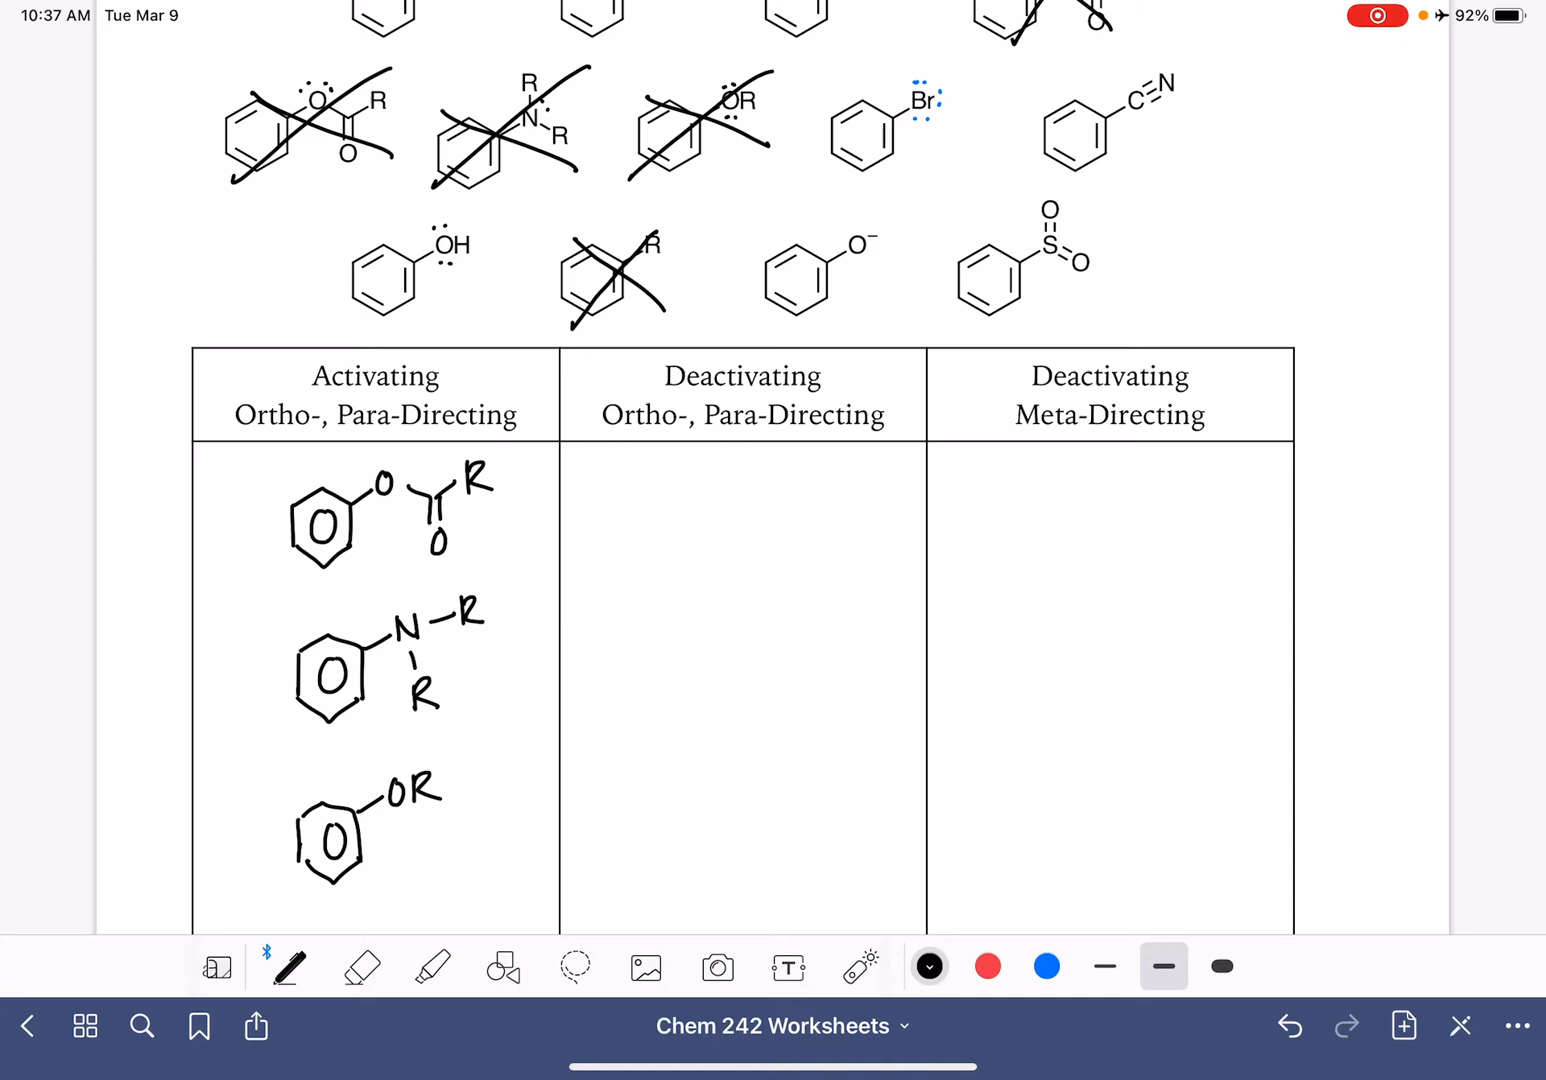 10:37 AM Tue Mar 9
92%
O
O R
O
R
N
R
OR
Br
C N
OH
R
O−
O
S
O
Activating
Ortho-, Para-Directing
Deactivating
Ortho-, Para-Directing
Deactivating
Meta-Directing
O R
O
N R
R
OR
T
Chem 242 Worksheets